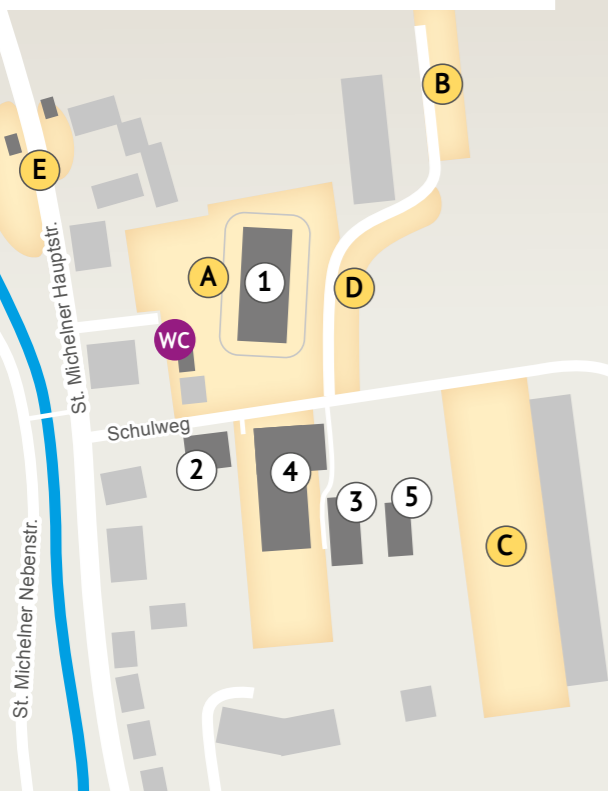 B
E
A
1
D
WC
St. Michelner Hauptstr.
Schulweg
2
4
3
5
C
St. Michelner Nebenstr.